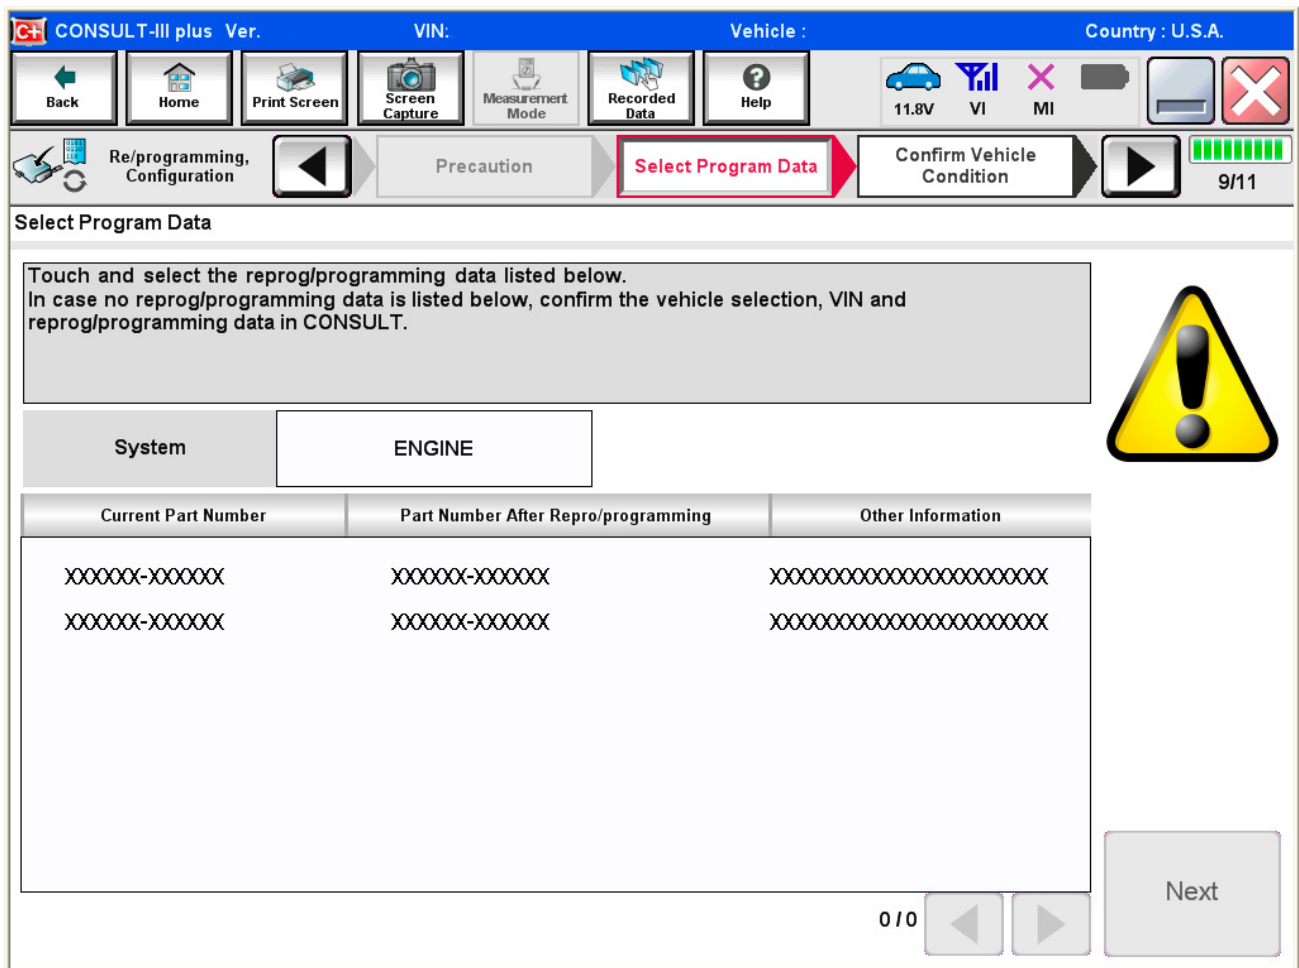 C+ CONSULT-III plus Ver. VIN: Vehicle : Country : U.S.A.
Back
Home
Print Screen
Screen
Capture
Measurement
Mode
Recorded
Data
Help
11.8V VI MI
Re/programming,
Configuration
Precaution
Select Program Data
Confirm Vehicle
Condition
9/11
Select Program Data
Touch and select the reprog/programming data listed below.
In case no reprog/programming data is listed below, confirm the vehicle selection, VIN and
reprog/programming data in CONSULT.
System ENGINE
Current Part Number Part Number After Repro/programming Other Information
XXXXXX-XXXXXX XXXXXX-XXXXXX XXXXXXXXXXXXXXXXXXXXXX
XXXXXX-XXXXXX XXXXXX-XXXXXX XXXXXXXXXXXXXXXXXXXXXX
Next
0 / 0